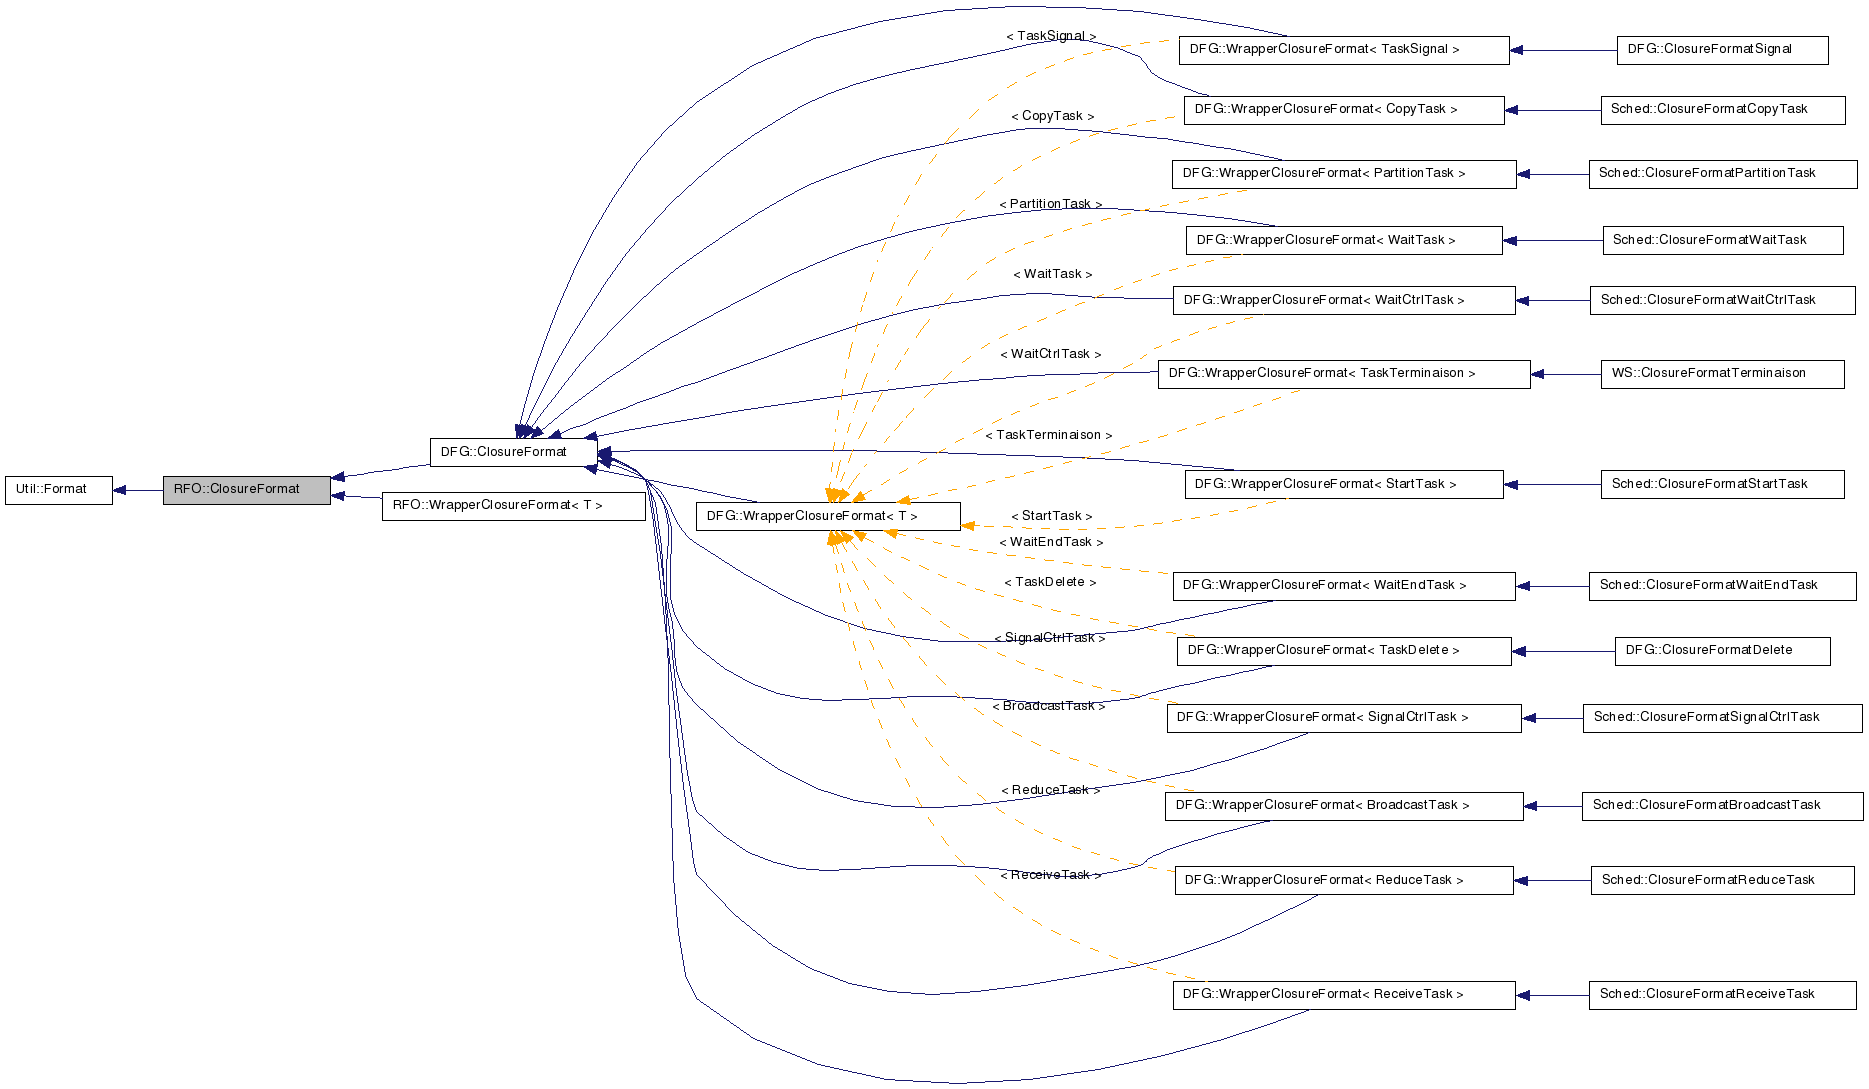 < TaskSignal >
DFG::WrapperClosureFormat< TaskSignal >
DFG::ClosureFormatSignal
DFG::WrapperClosureFormat< CopyTask >
Sched::ClosureFormatCopyTask
< CopyTask >
DFG::WrapperClosureFormat< PartitionTask >
Sched::ClosureFormatPartitionTask
< PartitionTask >
DFG::WrapperClosureFormat< WaitTask >
Sched::ClosureFormatWaitTask
< WaitTask >
DFG::WrapperClosureFormat< WaitCtrlTask >
Sched::ClosureFormatWaitCtrlTask
< WaitCtrlTask >
DFG::WrapperClosureFormat< TaskTerminaison >
WS::ClosureFormatTerminaison
< TaskTerminaison >
DFG::ClosureFormat
Util::Format
RFO::ClosureFormat
RFO::WrapperClosureFormat< T >
DFG::WrapperClosureFormat< T >
DFG::WrapperClosureFormat< StartTask >
Sched::ClosureFormatStartTask
< StartTask >
< WaitEndTask >
DFG::WrapperClosureFormat< WaitEndTask >
Sched::ClosureFormatWaitEndTask
< TaskDelete >
DFG::WrapperClosureFormat< TaskDelete >
DFG::ClosureFormatDelete
< SignalCtrlTask >
DFG::WrapperClosureFormat< SignalCtrlTask >
Sched::ClosureFormatSignalCtrlTask
< BroadcastTask >
DFG::WrapperClosureFormat< BroadcastTask >
Sched::ClosureFormatBroadcastTask
< ReduceTask >
DFG::WrapperClosureFormat< ReduceTask >
Sched::ClosureFormatReduceTask
< ReceiveTask >
DFG::WrapperClosureFormat< ReceiveTask >
Sched::ClosureFormatReceiveTask